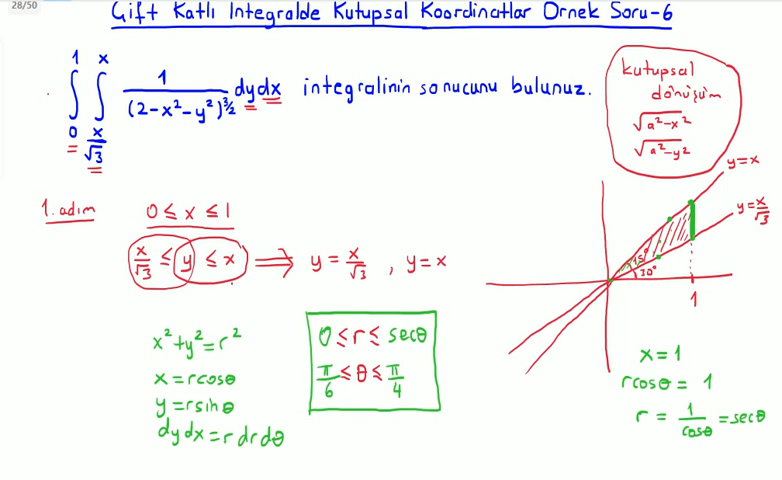 28/50
Çift Katlı İntegralde Kutupsal Koordinatlar Örnek Soru-6
∫₀¹ ∫_{x/√3}^{x} 1/(2-x²-y²)^{3/2} dydx integralinin sonucunu bulunuz.
kutupsal
dönüşüm
√(a²-x²)
√(a²-y²)
y=x
y=x/√3
45°
30°
1
1.adım
0≤x≤1
x/√3 ≤ y ≤ x ⟹ y=x/√3 , y=x
x²+y²=r²
x=rcosθ
y=rsinθ
dydx=rdrdθ
0≤r≤secθ
π/6≤θ≤π/4
x=1
rcosθ=1
r=1/cosθ=secθ